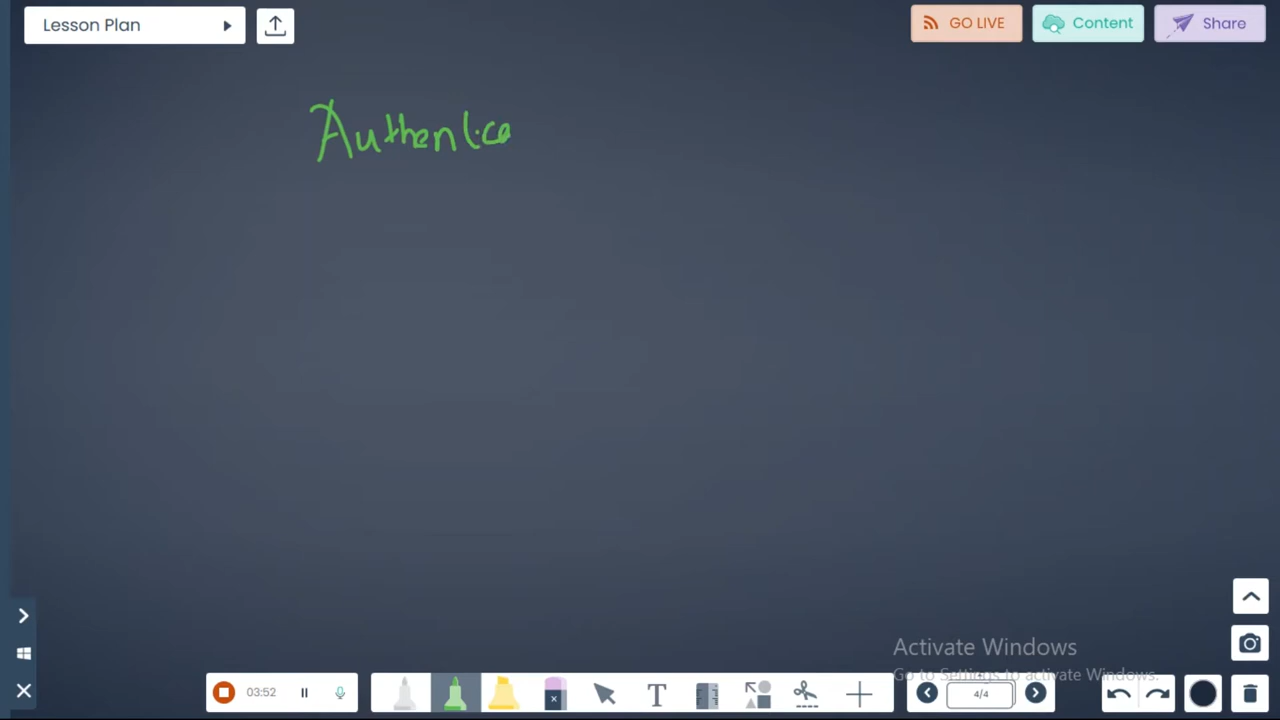 Lesson Plan
GO LIVE
Content
Share
Authentica
Activate Windows
Go to Settings to activate Windows.
03:52
T
4/4